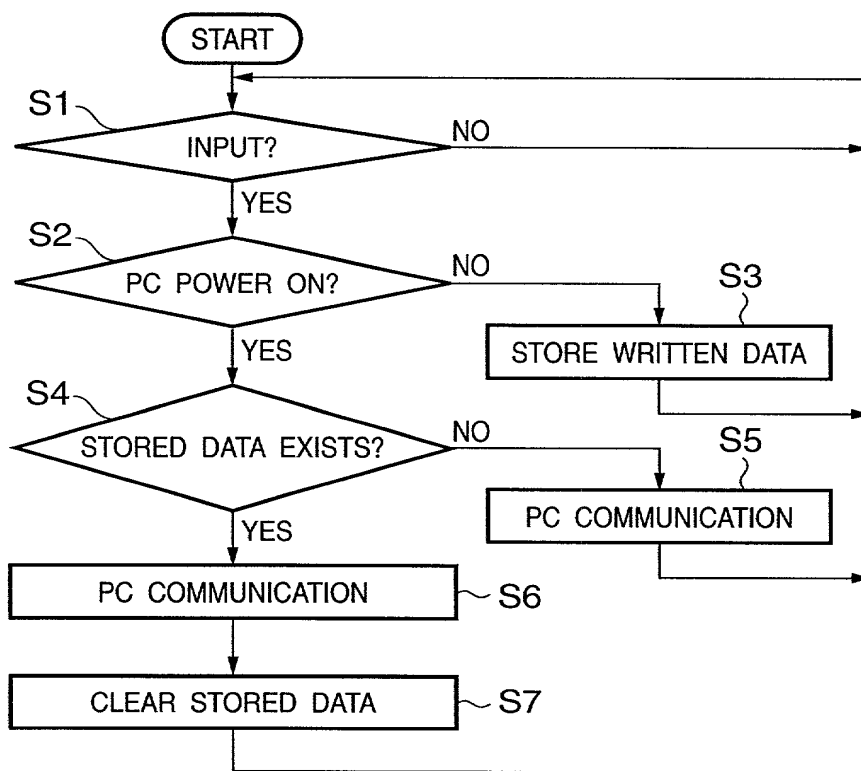 START
S1
INPUT?
NO
YES
S2
PC POWER ON?
NO
S3
STORE WRITTEN DATA
YES
S4
STORED DATA EXISTS?
NO
S5
PC COMMUNICATION
YES
PC COMMUNICATION
S6
CLEAR STORED DATA
S7